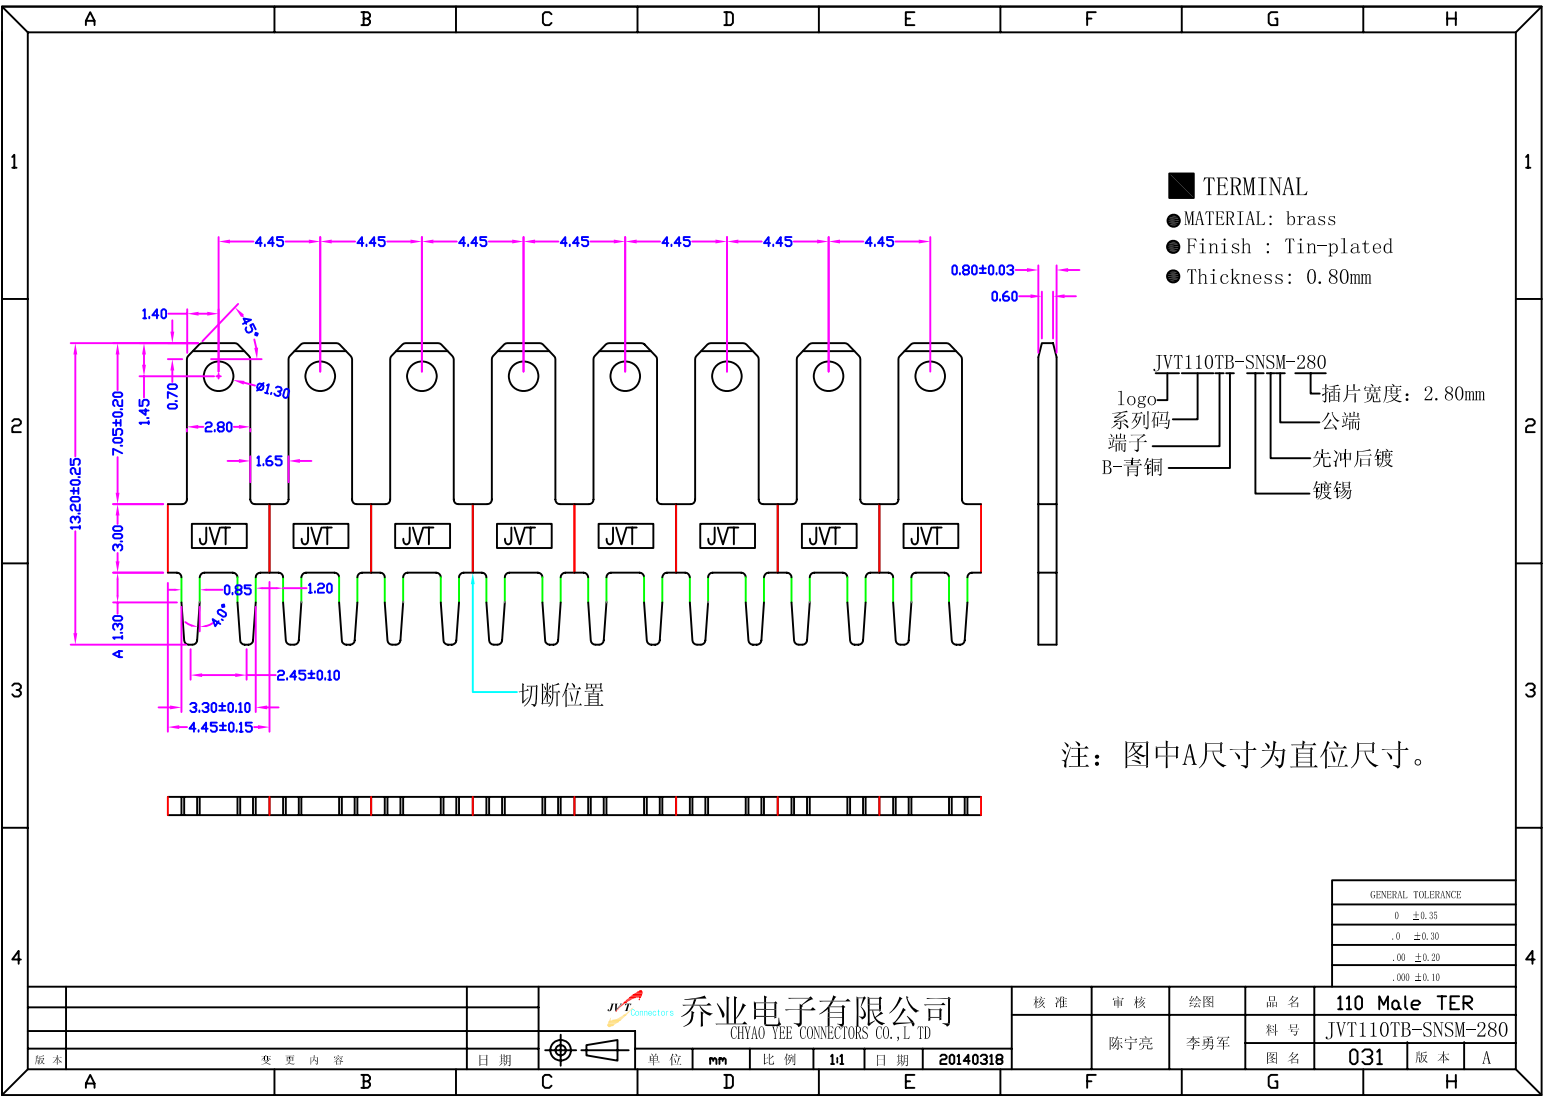 A B C D E F G H
1 1
2 2
3 3
4 4
TERMINAL
MATERIAL: brass
Finish : Tin-plated
Thickness: 0.80mm
4.45 4.45 4.45 4.45 4.45 4.45 4.45
0.80±0.03
0.60
1.40
45°
0.70
1.45
ø1.30
7.05±0.20
2.80
1.65
13.20±0.25
3.00
JVT JVT JVT JVT JVT JVT JVT JVT
0.85
1.20
4.0°
A 1.30
2.45±0.10
3.30±0.10
4.45±0.15
切断位置
JVT110TB-SNSM-280
logo
系列码
端子
B-青铜
插片宽度: 2.80mm
公端
先冲后镀
镀锡
注：图中A尺寸为直位尺寸。
GENERAL TOLERANCE
0 ±0.35
.0 ±0.30
.00 ±0.20
.000 ±0.10
JVT Connectors
乔业电子有限公司
CHYAO YEE CONNECTORS CO.,L TD
版本 变更内容 日期
单位 mm 比例 1:1 日期 20140318
核准 审核 绘图
陈宁亮 李勇军
品名 110 Male TER
料号 JVT110TB-SNSM-280
图名 031 版本 A
A B C D E F G H